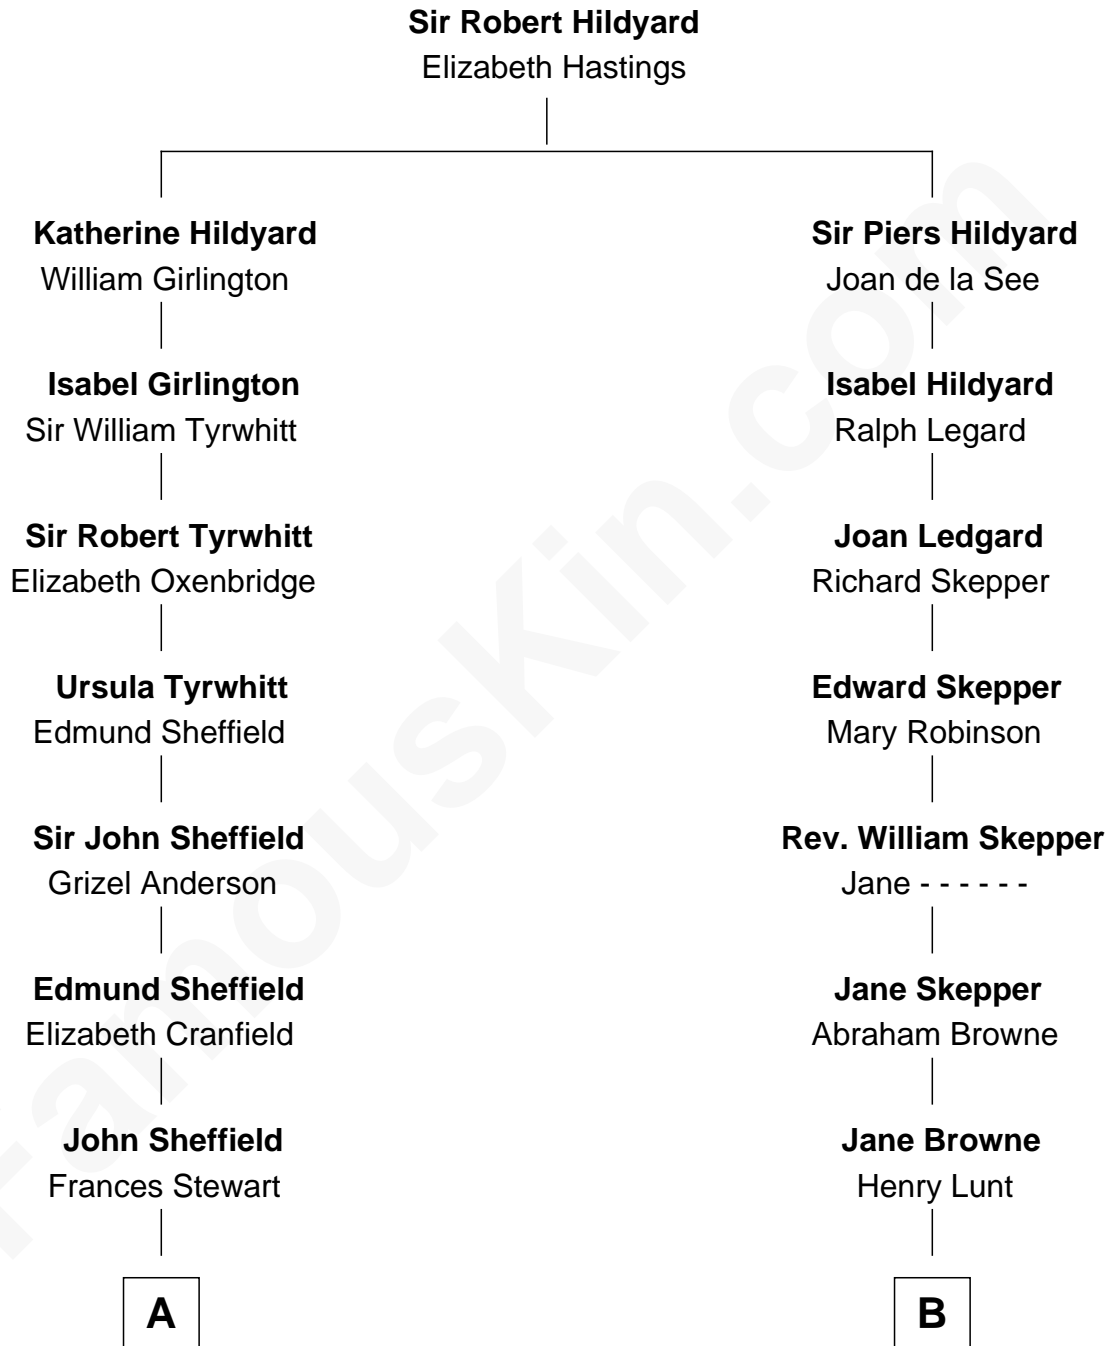 Sir Robert Hildyard
Elizabeth Hastings
Katherine Hildyard
William Girlington
Sir Piers Hildyard
Joan de la See
Isabel Girlington
Sir William Tyrwhitt
Isabel Hildyard
Ralph Legard
Sir Robert Tyrwhitt
Elizabeth Oxenbridge
Joan Ledgard
Richard Skepper
Ursula Tyrwhitt
Edmund Sheffield
Edward Skepper
Mary Robinson
Sir John Sheffield
Grizel Anderson
Rev. William Skepper
Jane - - - - - -
Edmund Sheffield
Elizabeth Cranfield
Jane Skepper
Abraham Browne
John Sheffield
Frances Stewart
Jane Browne
Henry Lunt
A
B
FamousKin.com